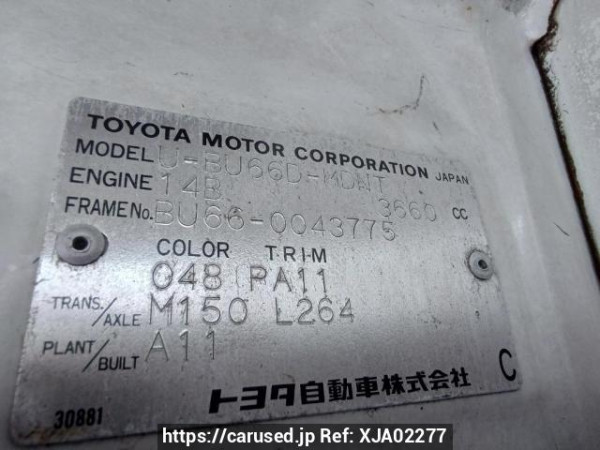 TOYOTA MOTOR CORPORATION JAPAN
MODEL U-BU66D-MDNT
ENGINE 14B 3660 CC
FRAME No. BU66-0043775
COLOR TRIM
048 PA11
TRANS./AXLE M150 L264
PLANT/BUILT A11
30881 トヨタ自動車株式会社 C
https://carused.jp Ref: XJA02277